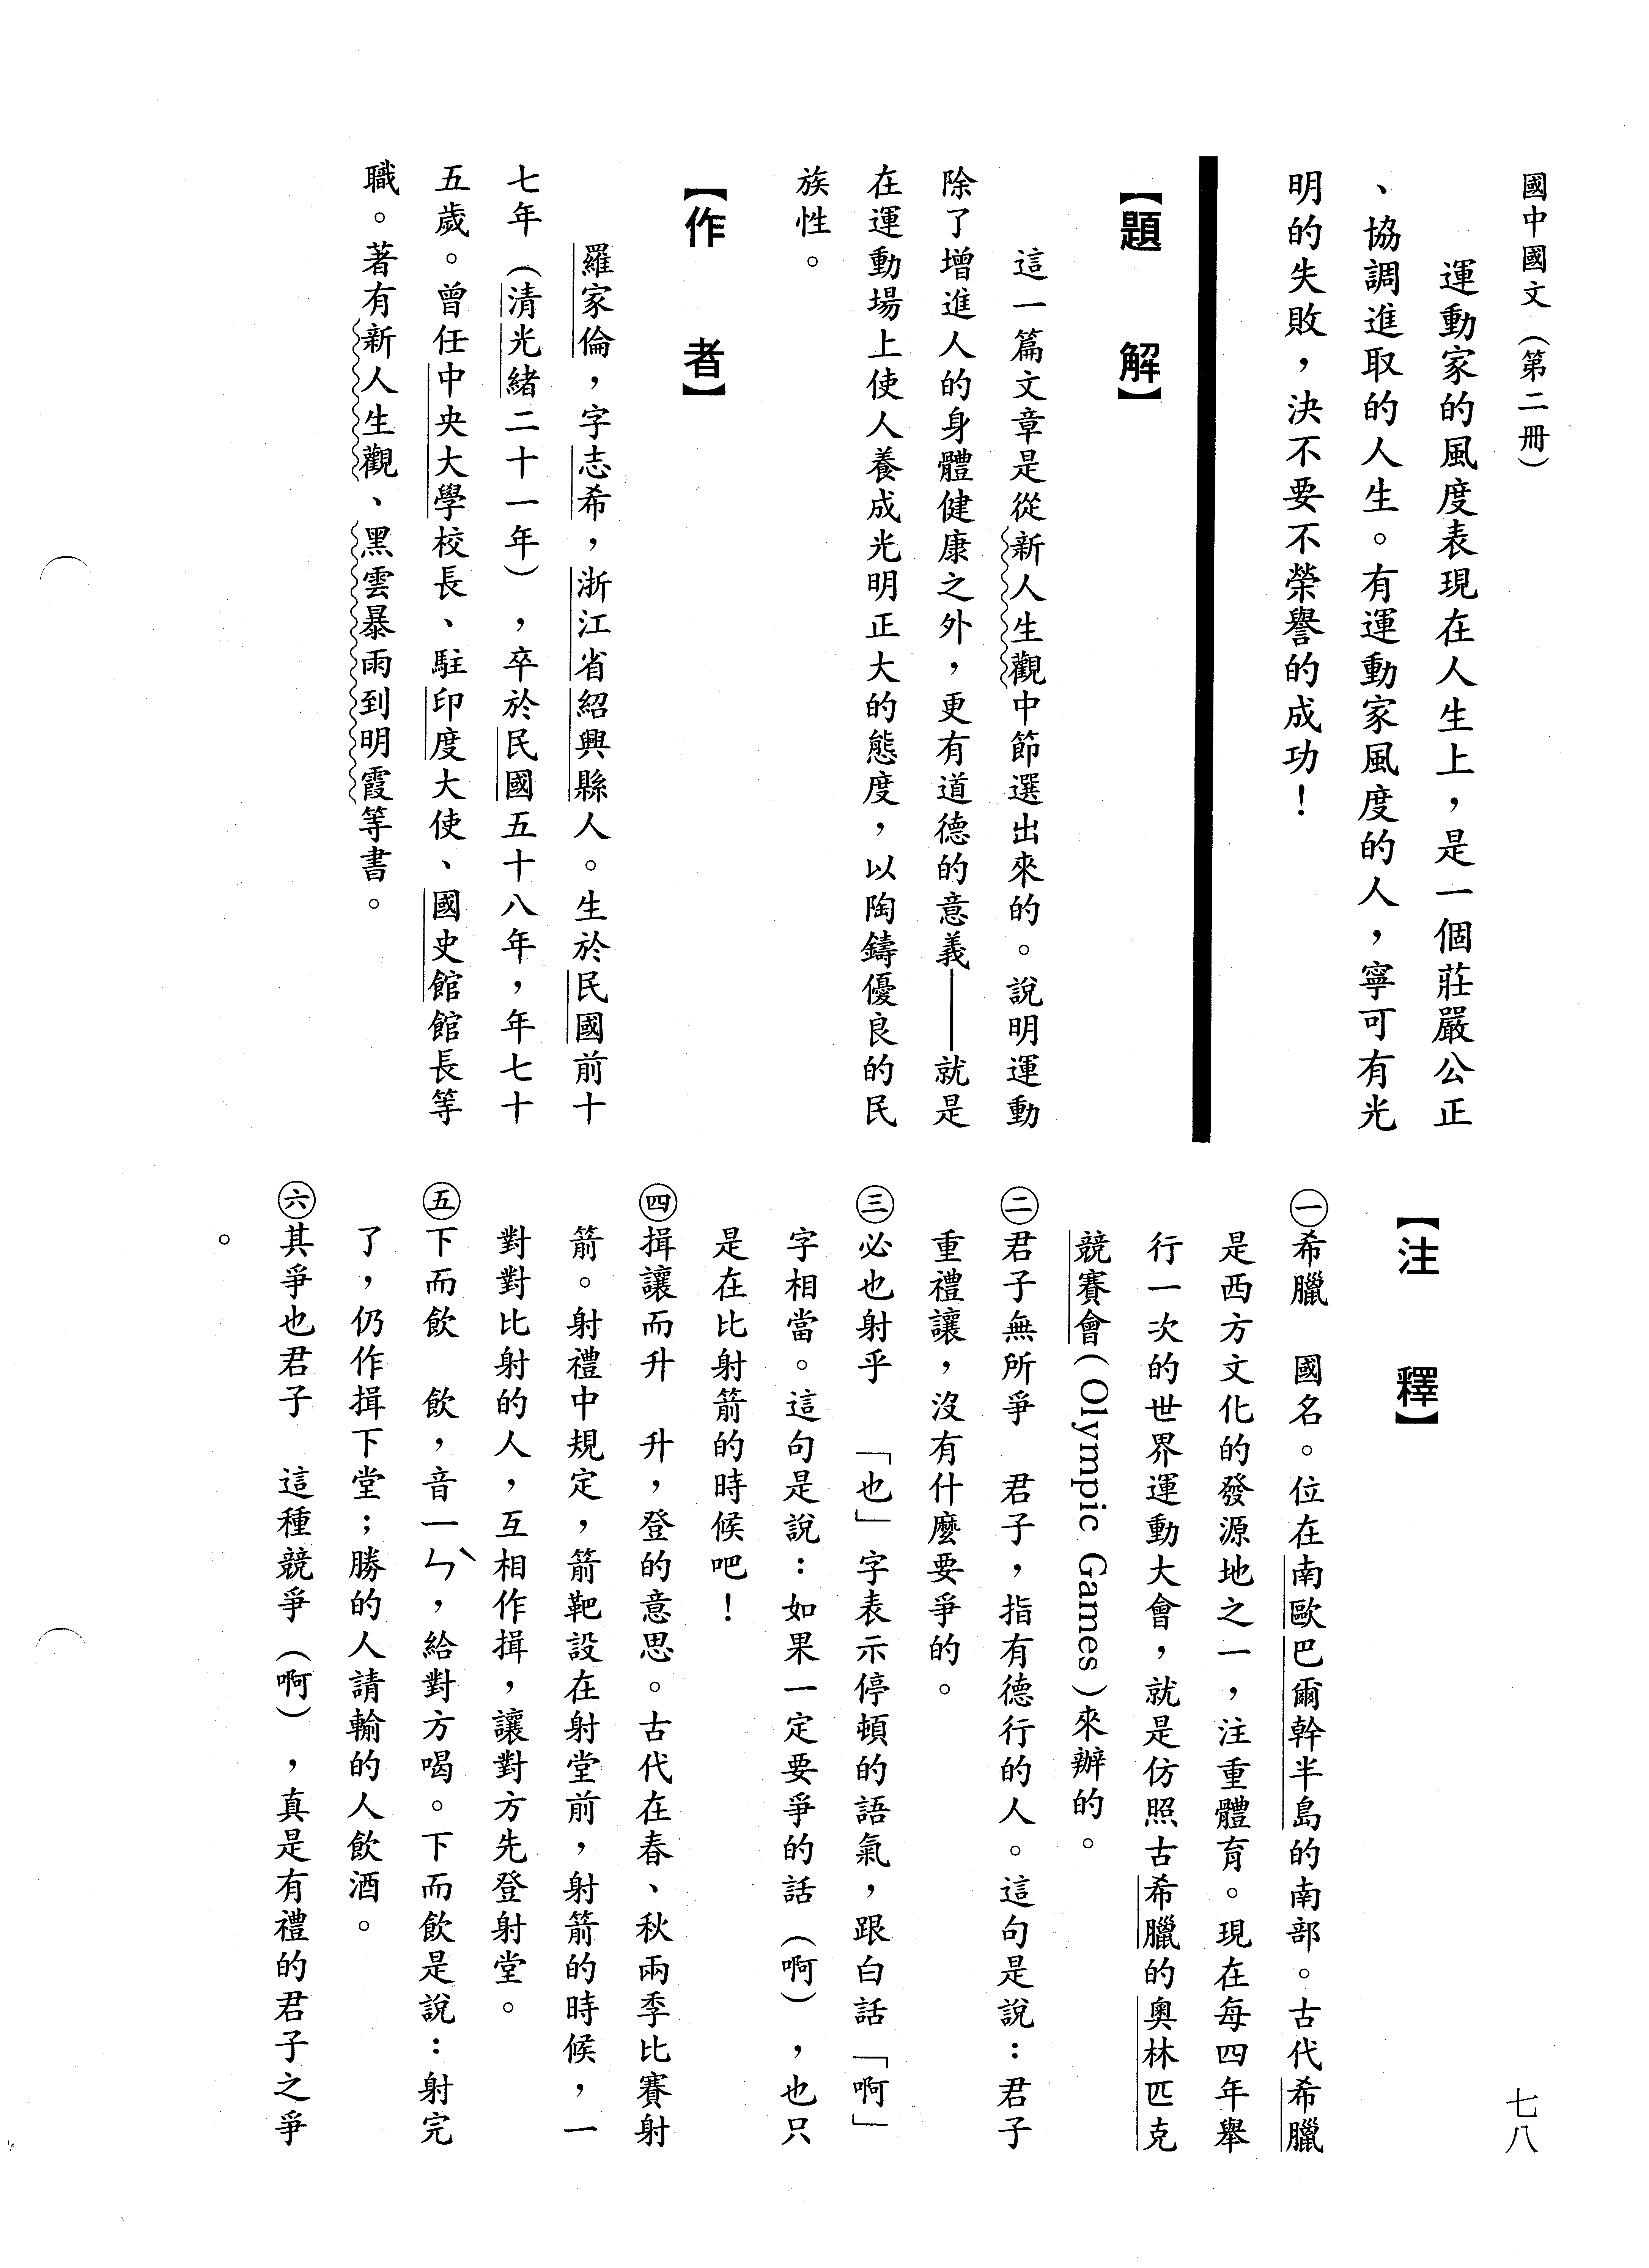 國中國文（第二冊）
運動家的風度表現在人生上，是一個莊嚴公正
、協調進取的人生。有運動家風度的人，寧可有光
明的失敗，決不要不榮譽的成功！
【題　解】
這一篇文章是從新人生觀中節選出來的。說明運動
除了增進人的身體健康之外，更有道德的意義——就是
在運動場上使人養成光明正大的態度，以陶鑄優良的民
族性。
【作　者】
羅家倫，字志希，浙江省紹興縣人。生於民國前十
七年（清光緒二十一年），卒於民國五十八年，年七十
五歲。曾任中央大學校長、駐印度大使、國史館館長等
職。著有新人生觀、黑雲暴雨到明霞等書。
【注　釋】
㊀希臘　國名。位在南歐巴爾幹半島的南部。古代希臘
是西方文化的發源地之一，注重體育。現在每四年舉
行一次的世界運動大會，就是仿照古希臘的奧林匹克
競賽會（Olympic Games）來辦的。
㊁君子無所爭　君子，指有德行的人。這句是說：君子
重禮讓，沒有什麼要爭的。
㊂必也射乎　「也」字表示停頓的語氣，跟白話「啊」
字相當。這句是說：如果一定要爭的話（啊），也只
是在比射箭的時候吧！
㊃揖讓而升　升，登的意思。古代在春、秋兩季比賽射
箭。射禮中規定，箭靶設在射堂前，射箭的時候，一
對對比射的人，互相作揖，讓對方先登射堂。
㊄下而飲　飲，音ㄧㄣˋ，給對方喝。下而飲是說：射完
了，仍作揖下堂；勝的人請輸的人飲酒。
㊅其爭也君子　這種競爭（啊），真是有禮的君子之爭
。
七八